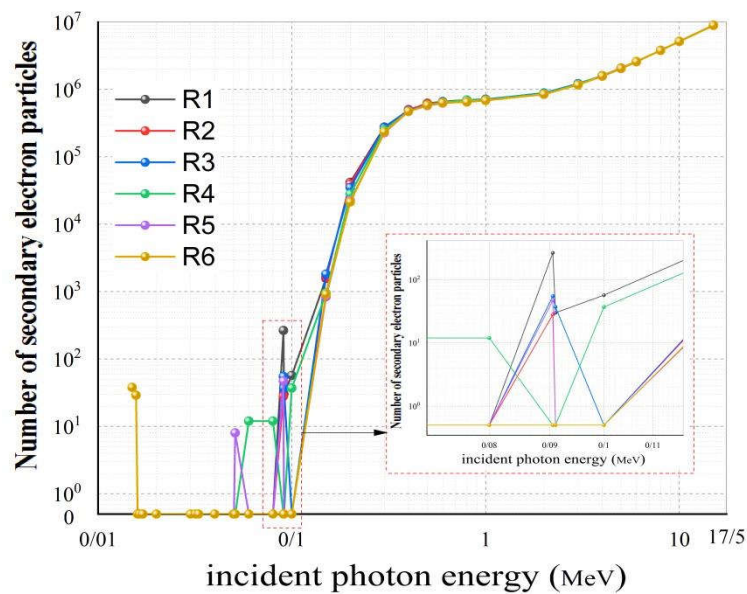 Number of secondary electron particles
10^7
10^6
10^5
10^4
10^3
10^2
10^1
10^0
0
R1
R2
R3
R4
R5
R6
Number of secondary electron particles
10^2
10^1
10^0
0/08
0/09
0/1
0/11
incident photon energy (MeV)
0/01
0/1
1
10
17/5
incident photon energy (MeV)